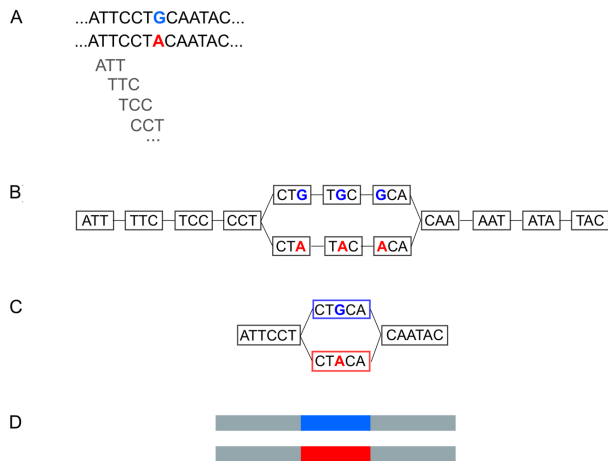 A
...ATTCCTGCAATAC...
...ATTCCTACAATAC...
ATT
TTC
TCC
CCT
...
B
CTG TGC GCA
ATT TTC TCC CCT CAA AAT ATA TAC
CTA TAC ACA
C
CTGCA
ATTCCT CAATAC
CTACA
D